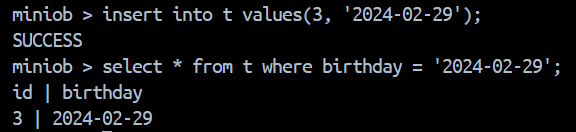 miniob > insert into t values(3, '2024-02-29');
SUCCESS
miniob > select * from t where birthday = '2024-02-29';
id | birthday
3 | 2024-02-29